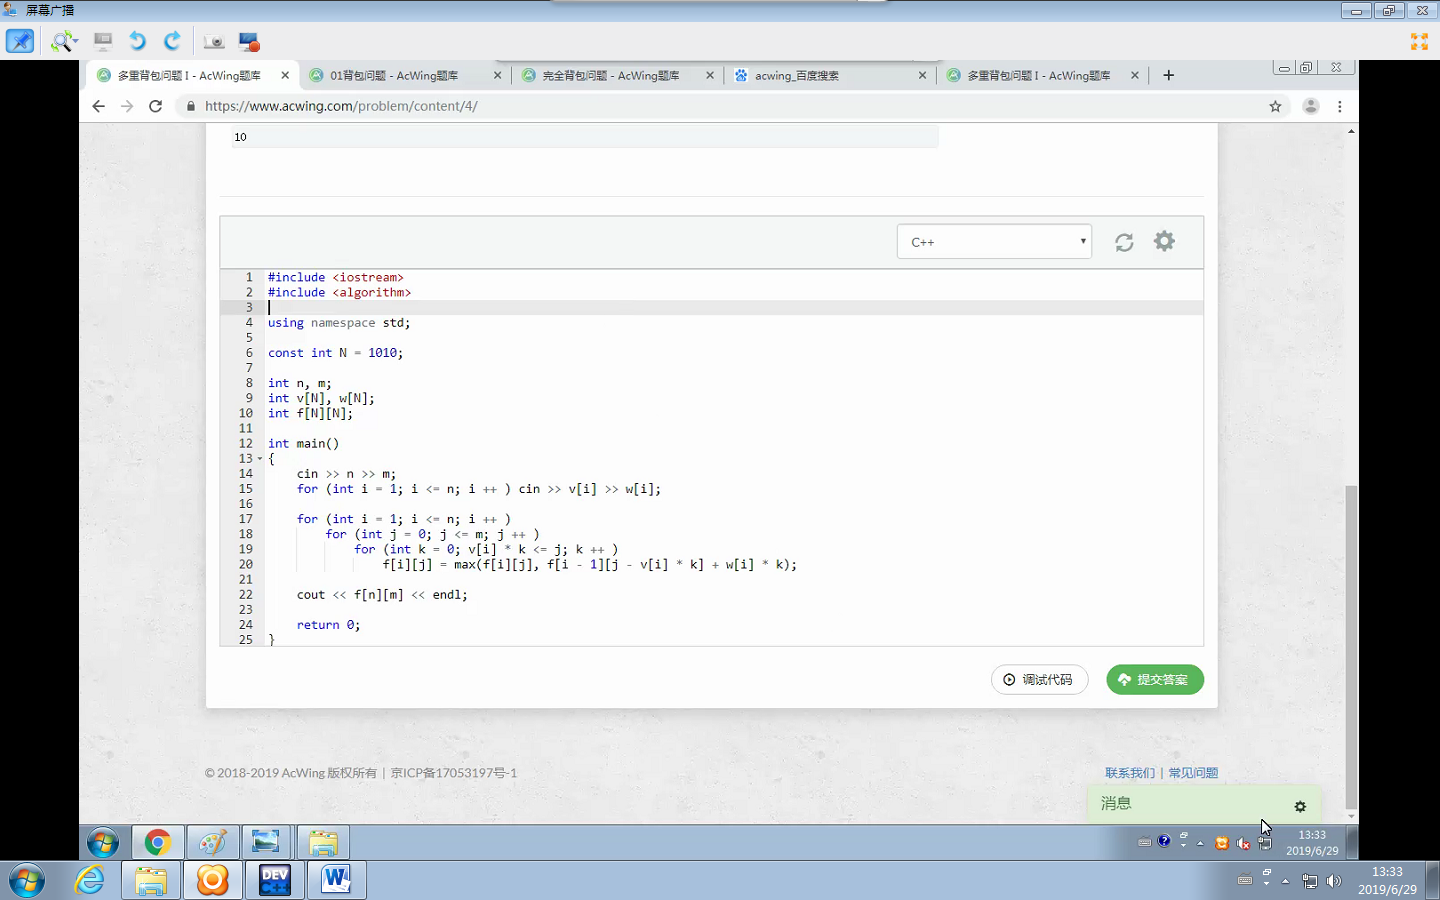 屏幕广播
多重背包问题 I - AcWing题库
01背包问题 - AcWing题库
完全背包问题 - AcWing题库
acwing_百度搜索
多重背包问题 I - AcWing题库
https://www.acwing.com/problem/content/4/
10
C++
1 #include <iostream>
2 #include <algorithm>
3
4 using namespace std;
5
6 const int N = 1010;
7
8 int n, m;
9 int v[N], w[N];
10 int f[N][N];
11
12 int main()
13 {
14     cin >> n >> m;
15     for (int i = 1; i <= n; i ++ ) cin >> v[i] >> w[i];
16
17     for (int i = 1; i <= n; i ++ )
18         for (int j = 0; j <= m; j ++ )
19             for (int k = 0; v[i] * k <= j; k ++ )
20                 f[i][j] = max(f[i][j], f[i - 1][j - v[i] * k] + w[i] * k);
21
22     cout << f[n][m] << endl;
23
24     return 0;
25 }
调试代码
提交答案
© 2018-2019 AcWing 版权所有 | 京ICP备17053197号-1
联系我们 | 常见问题
消息
13:33
2019/6/29
DEV
C++
13:33
2019/6/29